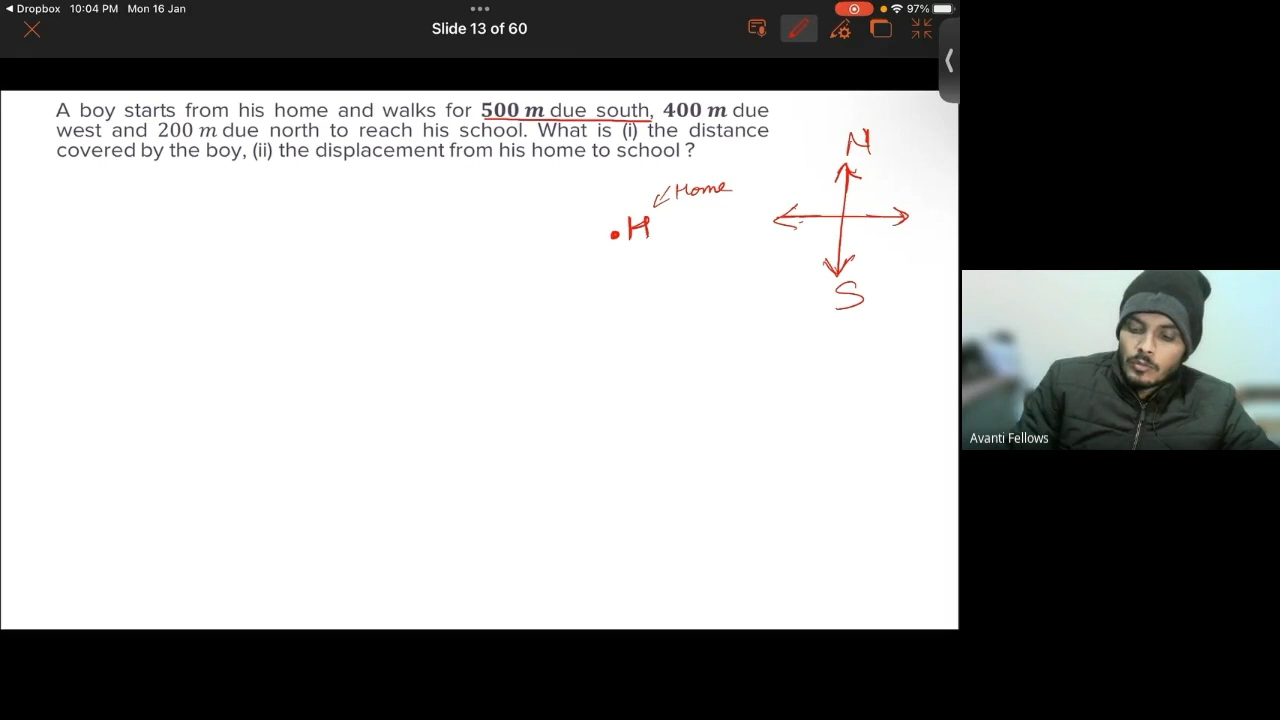 Dropbox 10:04 PM Mon 16 Jan
97%
Slide 13 of 60
A boy starts from his home and walks for 500 m due south, 400 m due
west and 200 m due north to reach his school. What is (i) the distance
covered by the boy, (ii) the displacement from his home to school ?
N
Home
H
S
Avanti Fellows